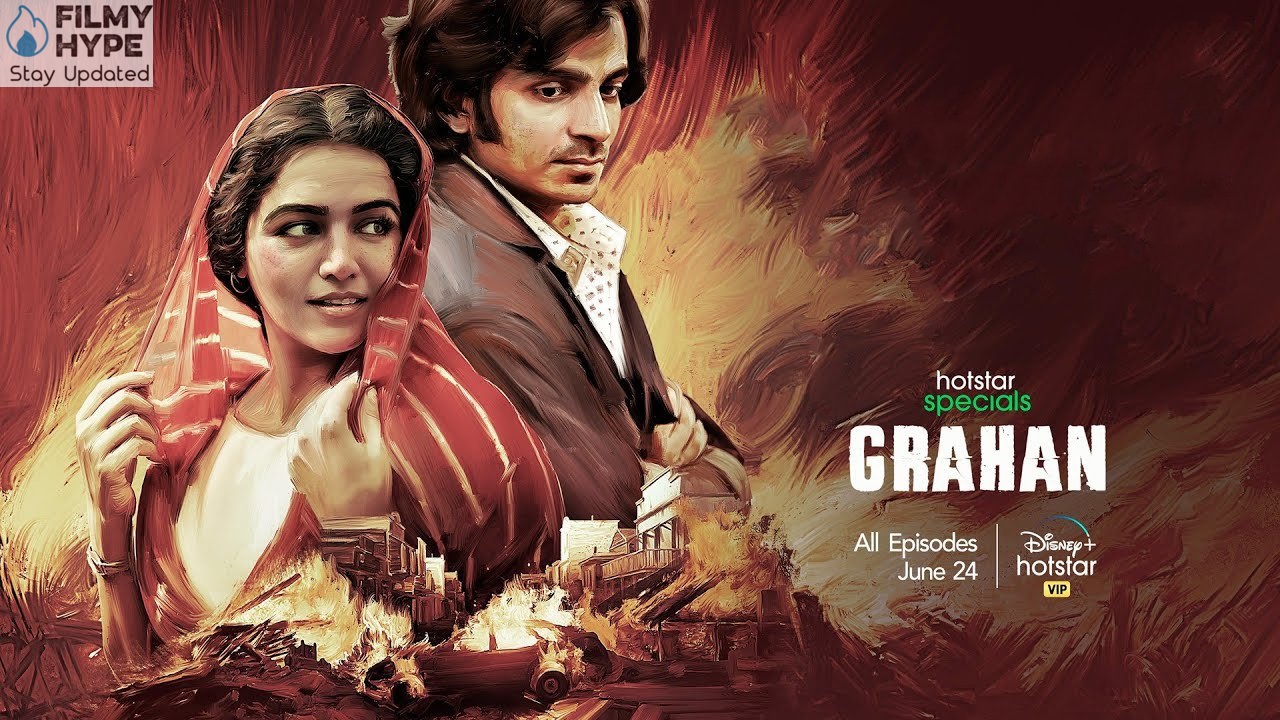 FILMY
HYPE
Stay Updated
hotstar
specials
GRAHAN
All Episodes
June 24
Disney+
hotstar
VIP